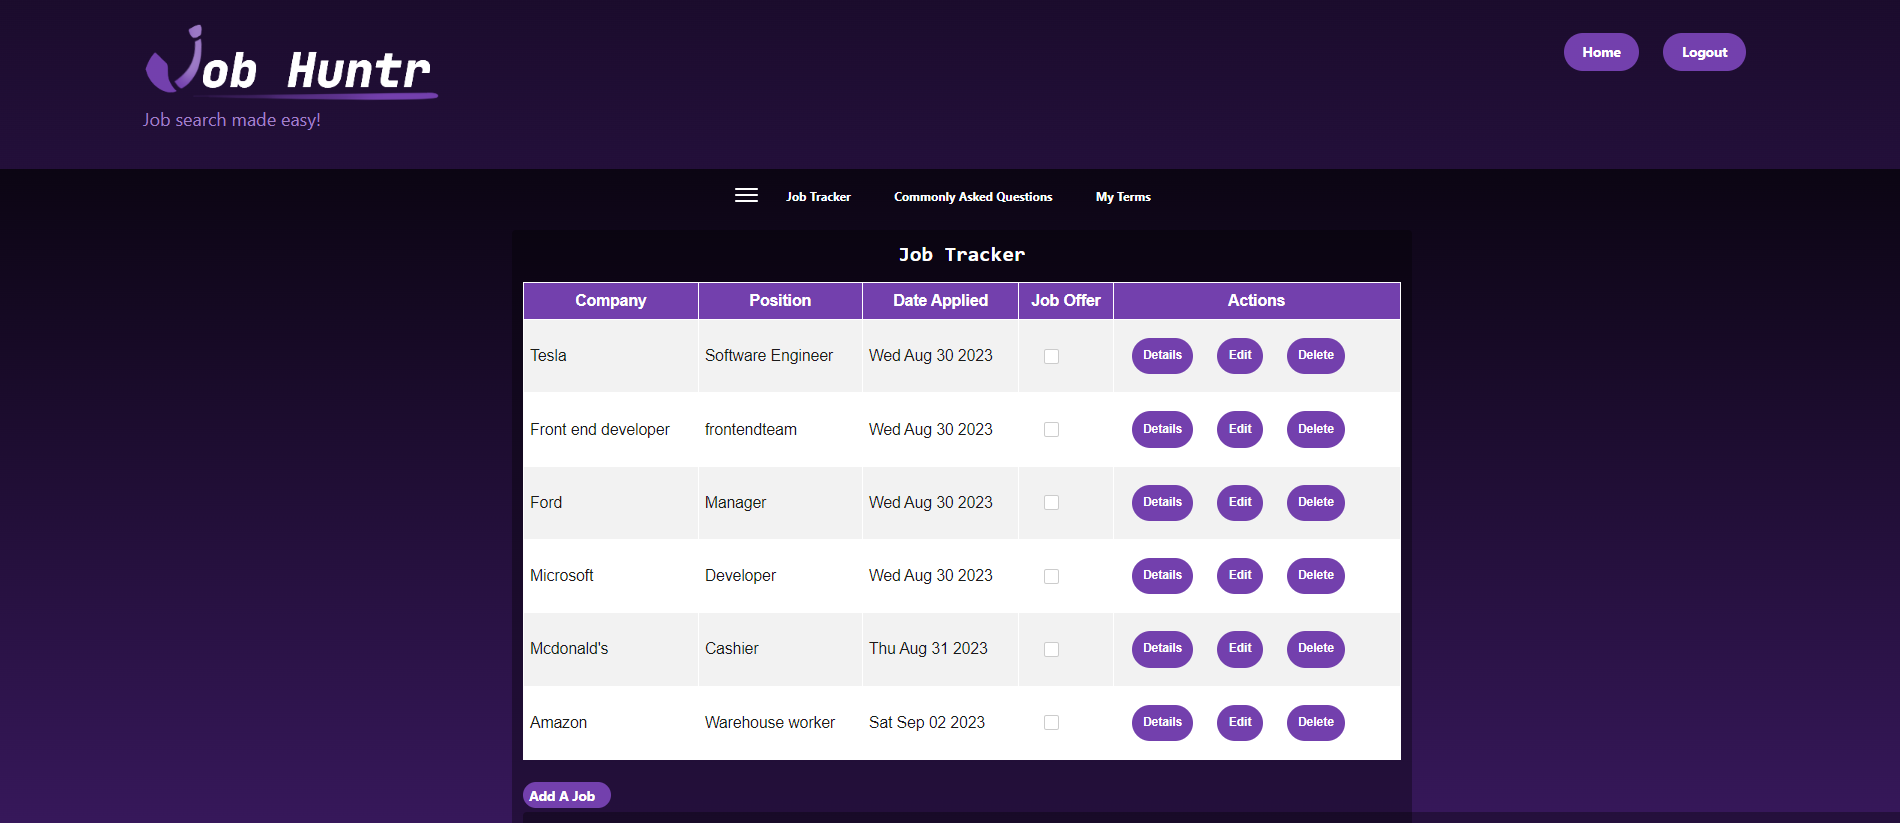 Job Huntr
Home Logout
Job search made easy!
Job Tracker Commonly Asked Questions My Terms
Job Tracker
Company Position Date Applied Job Offer Actions
Tesla Software Engineer Wed Aug 30 2023 Details Edit Delete
Front end developer frontendteam Wed Aug 30 2023 Details Edit Delete
Ford Manager Wed Aug 30 2023 Details Edit Delete
Microsoft Developer Wed Aug 30 2023 Details Edit Delete
Mcdonald's Cashier Thu Aug 31 2023 Details Edit Delete
Amazon Warehouse worker Sat Sep 02 2023 Details Edit Delete
Add A Job